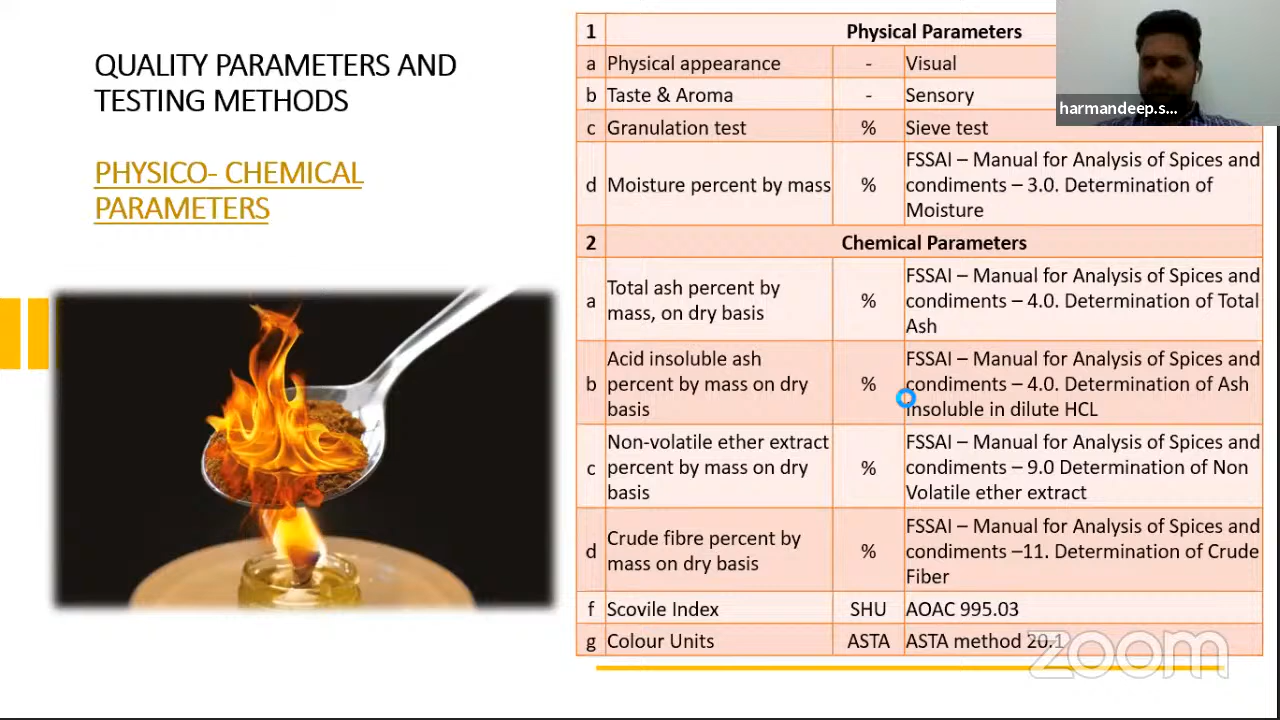 QUALITY PARAMETERS AND
TESTING METHODS
PHYSICO- CHEMICAL
PARAMETERS
1 Physical Parameters
a Physical appearance - Visual
b Taste & Aroma - Sensory
c Granulation test % Sieve test
d Moisture percent by mass % FSSAI – Manual for Analysis of Spices and
condiments – 3.0. Determination of
Moisture
2 Chemical Parameters
a Total ash percent by
mass, on dry basis
%
FSSAI – Manual for Analysis of Spices and
condiments – 4.0. Determination of Total
Ash
b Acid insoluble ash
percent by mass on dry
basis
%
FSSAI – Manual for Analysis of Spices and
condiments – 4.0. Determination of Ash
insoluble in dilute HCL
c Non-volatile ether extract
percent by mass on dry
basis
%
FSSAI – Manual for Analysis of Spices and
condiments – 9.0 Determination of Non
Volatile ether extract
d Crude fibre percent by
mass on dry basis
%
FSSAI – Manual for Analysis of Spices and
condiments –11. Determination of Crude
Fiber
f Scovile Index SHU AOAC 995.03
g Colour Units ASTA ASTA method 20.1
harmandeep.s...
zoom